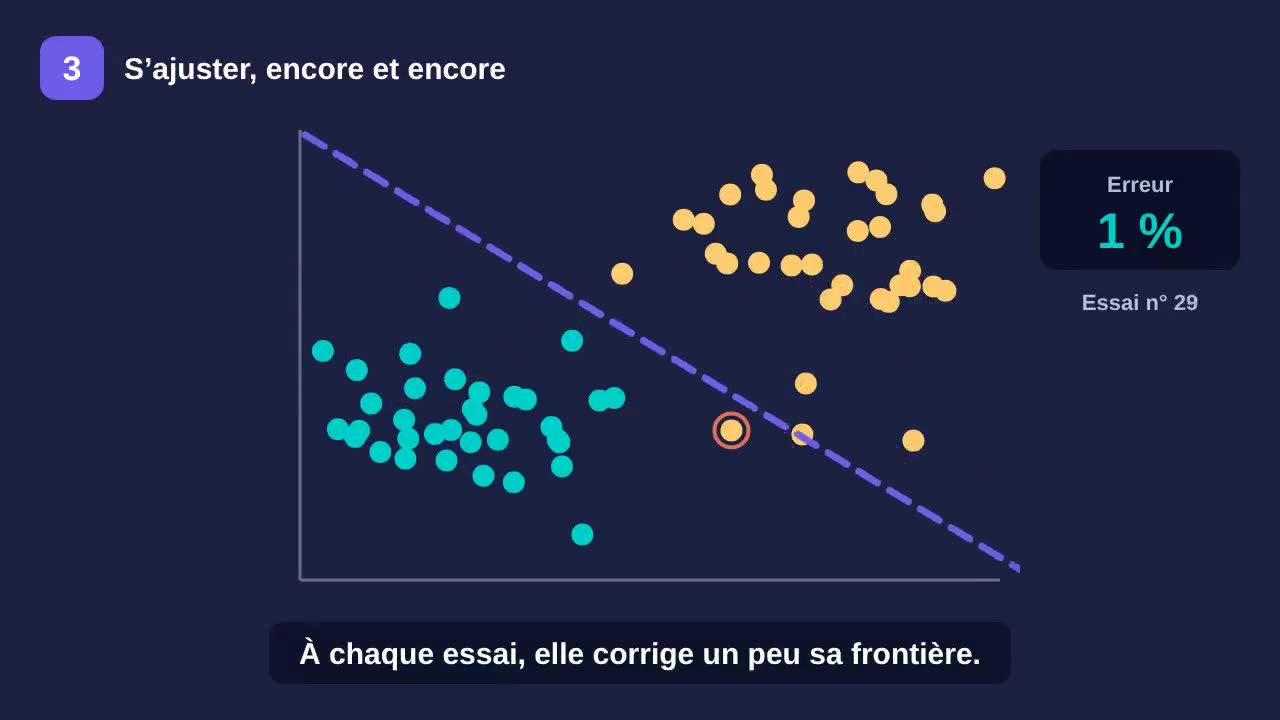 3
S’ajuster, encore et encore
Erreur
1 %
Essai n° 29
À chaque essai, elle corrige un peu sa frontière.